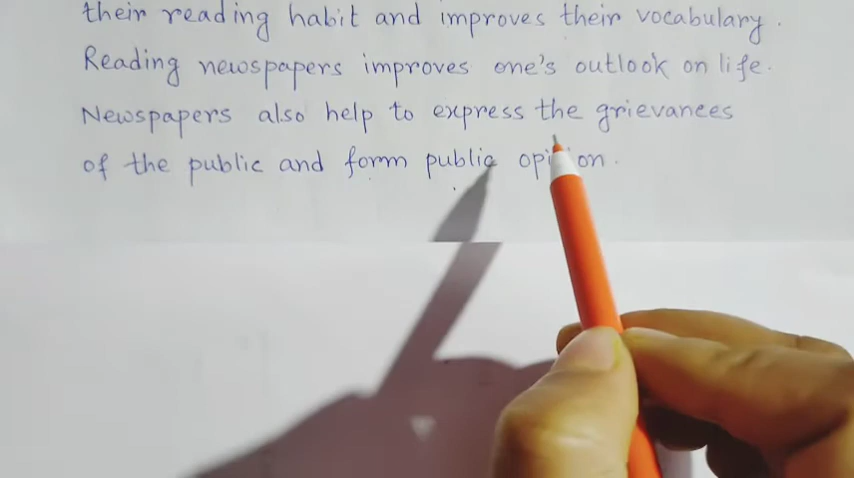 their reading habit and improves their vocabulary.
Reading newspapers improves one's outlook on life.
Newspapers also help to express the grievances
of the public and form public opinion.